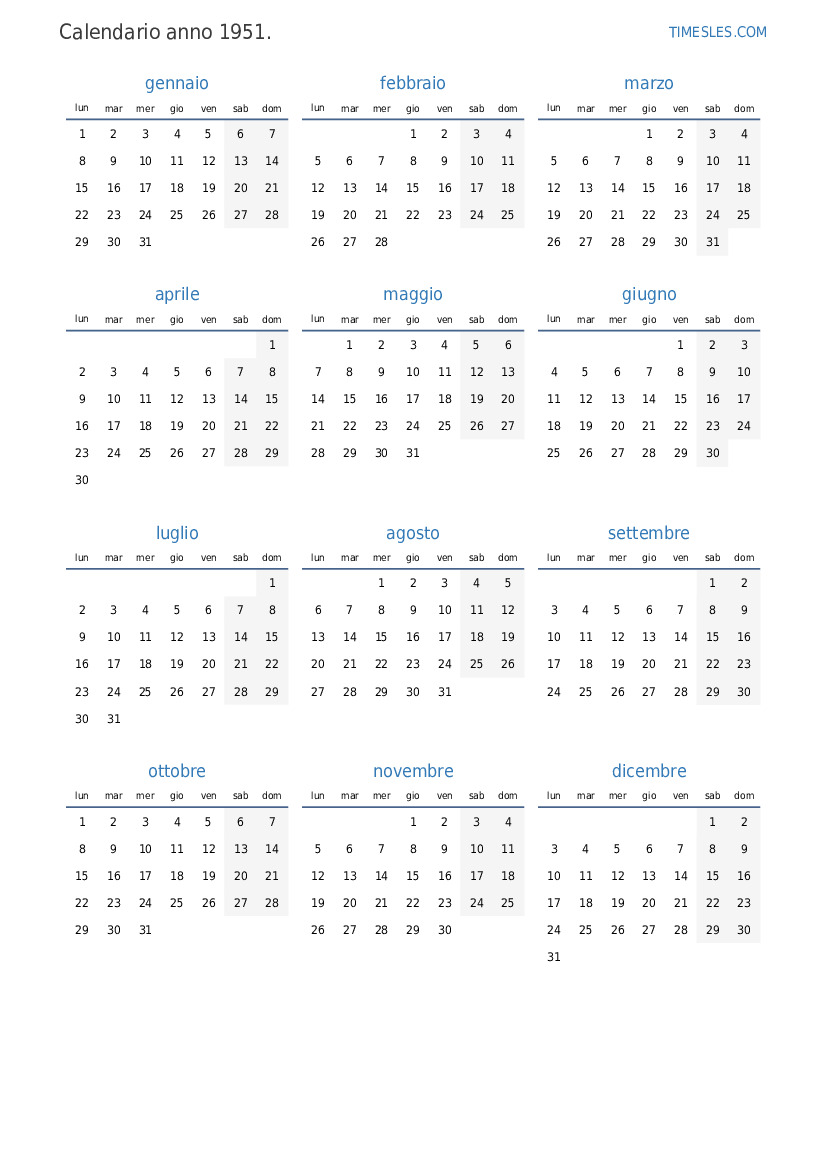 Calendario anno 1951. TIMESLES.COM
gennaio febbraio marzo
lun mar mer gio ven sab dom lun mar mer gio ven sab dom lun mar mer gio ven sab dom
1 2 3 4 5 6 7 1 2 3 4 1 2 3 4
8 9 10 11 12 13 14 5 6 7 8 9 10 11 5 6 7 8 9 10 11
15 16 17 18 19 20 21 12 13 14 15 16 17 18 12 13 14 15 16 17 18
22 23 24 25 26 27 28 19 20 21 22 23 24 25 19 20 21 22 23 24 25
29 30 31 26 27 28 26 27 28 29 30 31
aprile maggio giugno
lun mar mer gio ven sab dom lun mar mer gio ven sab dom lun mar mer gio ven sab dom
1 1 2 3 4 5 6 1 2 3
2 3 4 5 6 7 8 7 8 9 10 11 12 13 4 5 6 7 8 9 10
9 10 11 12 13 14 15 14 15 16 17 18 19 20 11 12 13 14 15 16 17
16 17 18 19 20 21 22 21 22 23 24 25 26 27 18 19 20 21 22 23 24
23 24 25 26 27 28 29 28 29 30 31 25 26 27 28 29 30
30
luglio agosto settembre
lun mar mer gio ven sab dom lun mar mer gio ven sab dom lun mar mer gio ven sab dom
1 1 2 3 4 5 1 2
2 3 4 5 6 7 8 6 7 8 9 10 11 12 3 4 5 6 7 8 9
9 10 11 12 13 14 15 13 14 15 16 17 18 19 10 11 12 13 14 15 16
16 17 18 19 20 21 22 20 21 22 23 24 25 26 17 18 19 20 21 22 23
23 24 25 26 27 28 29 27 28 29 30 31 24 25 26 27 28 29 30
30 31
ottobre novembre dicembre
lun mar mer gio ven sab dom lun mar mer gio ven sab dom lun mar mer gio ven sab dom
1 2 3 4 5 6 7 1 2 3 4 1 2
8 9 10 11 12 13 14 5 6 7 8 9 10 11 3 4 5 6 7 8 9
15 16 17 18 19 20 21 12 13 14 15 16 17 18 10 11 12 13 14 15 16
22 23 24 25 26 27 28 19 20 21 22 23 24 25 17 18 19 20 21 22 23
29 30 31 26 27 28 29 30 24 25 26 27 28 29 30
31